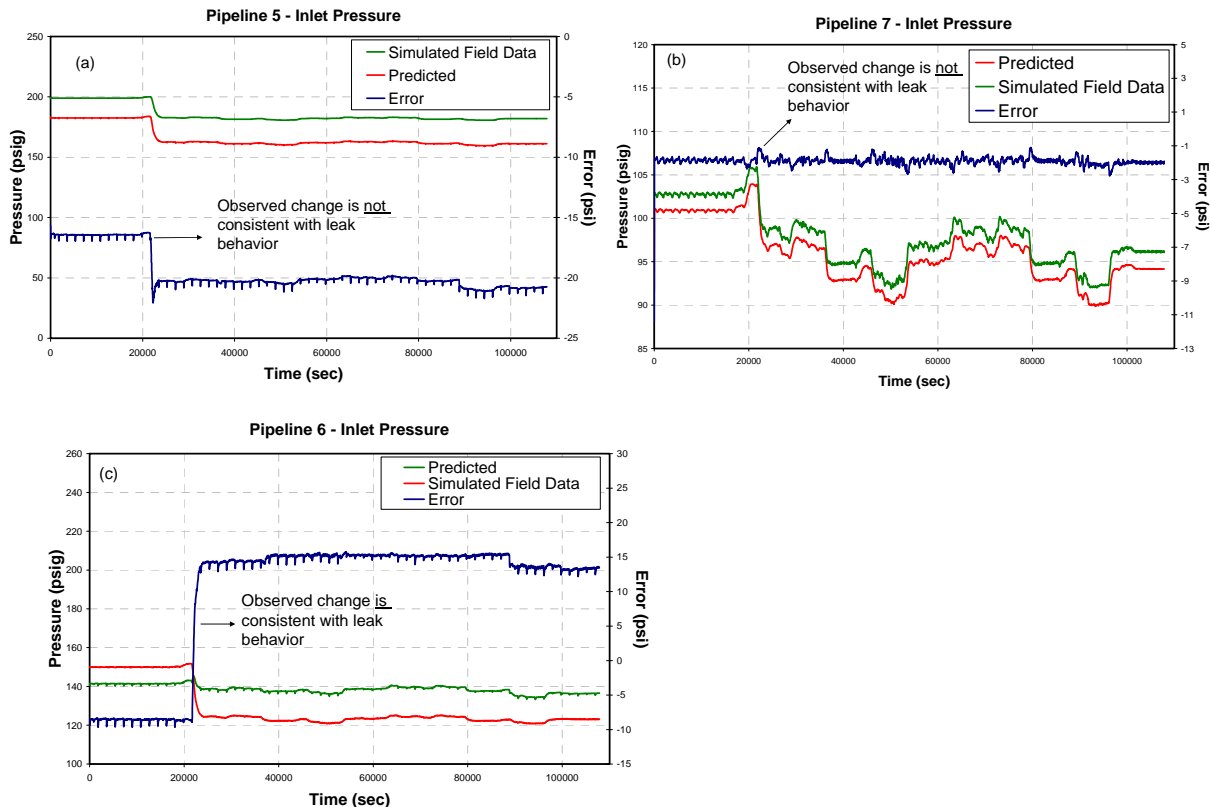 Pipeline 5 - Inlet Pressure
250
200
150
100
50
0
0
-5
-10
-15
-20
-25
(a)
Simulated Field Data
Predicted
Error
Observed change is not
consistent with leak
behavior
0
20000
40000
60000
80000
100000
Pressure (psig)
Error (psi)
Time (sec)
Pipeline 7 - Inlet Pressure
120
115
110
105
100
95
90
85
5
3
1
-1
-3
-5
-7
-9
-11
-13
(b)
Observed change is not
consistent with leak
behavior
Predicted
Simulated Field Data
Error
0
20000
40000
60000
80000
100000
Pressure (psig)
Error (psi)
Time (sec)
Pipeline 6 - Inlet Pressure
260
240
220
200
180
160
140
120
100
30
25
20
15
10
5
0
-5
-10
-15
(c)
Predicted
Simulated Field Data
Error
Observed change is
consistent with leak
behavior
0
20000
40000
60000
80000
100000
Pressure (psig)
Error (psi)
Time (sec)